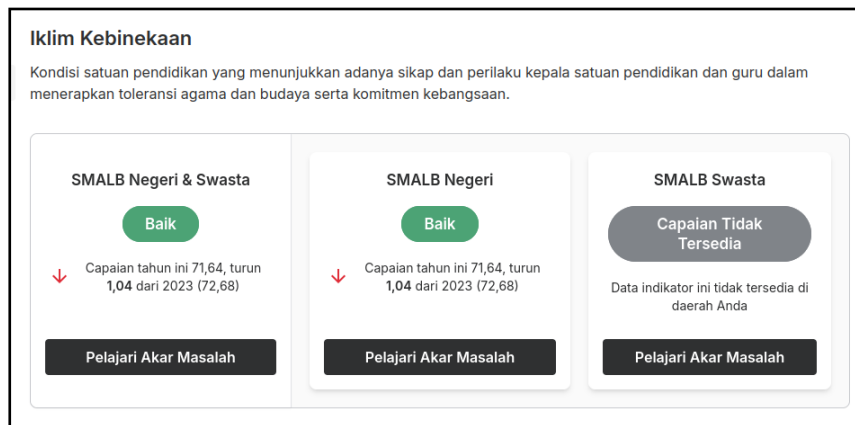 Iklim Kebinekaan
Kondisi satuan pendidikan yang menunjukkan adanya sikap dan perilaku kepala satuan pendidikan dan guru dalam
menerapkan toleransi agama dan budaya serta komitmen kebangsaan.
SMALB Negeri & Swasta
Baik
Capaian tahun ini 71,64, turun
1,04 dari 2023 (72,68)
Pelajari Akar Masalah
SMALB Negeri
Baik
Capaian tahun ini 71,64, turun
1,04 dari 2023 (72,68)
Pelajari Akar Masalah
SMALB Swasta
Capaian Tidak
Tersedia
Data indikator ini tidak tersedia di
daerah Anda
Pelajari Akar Masalah